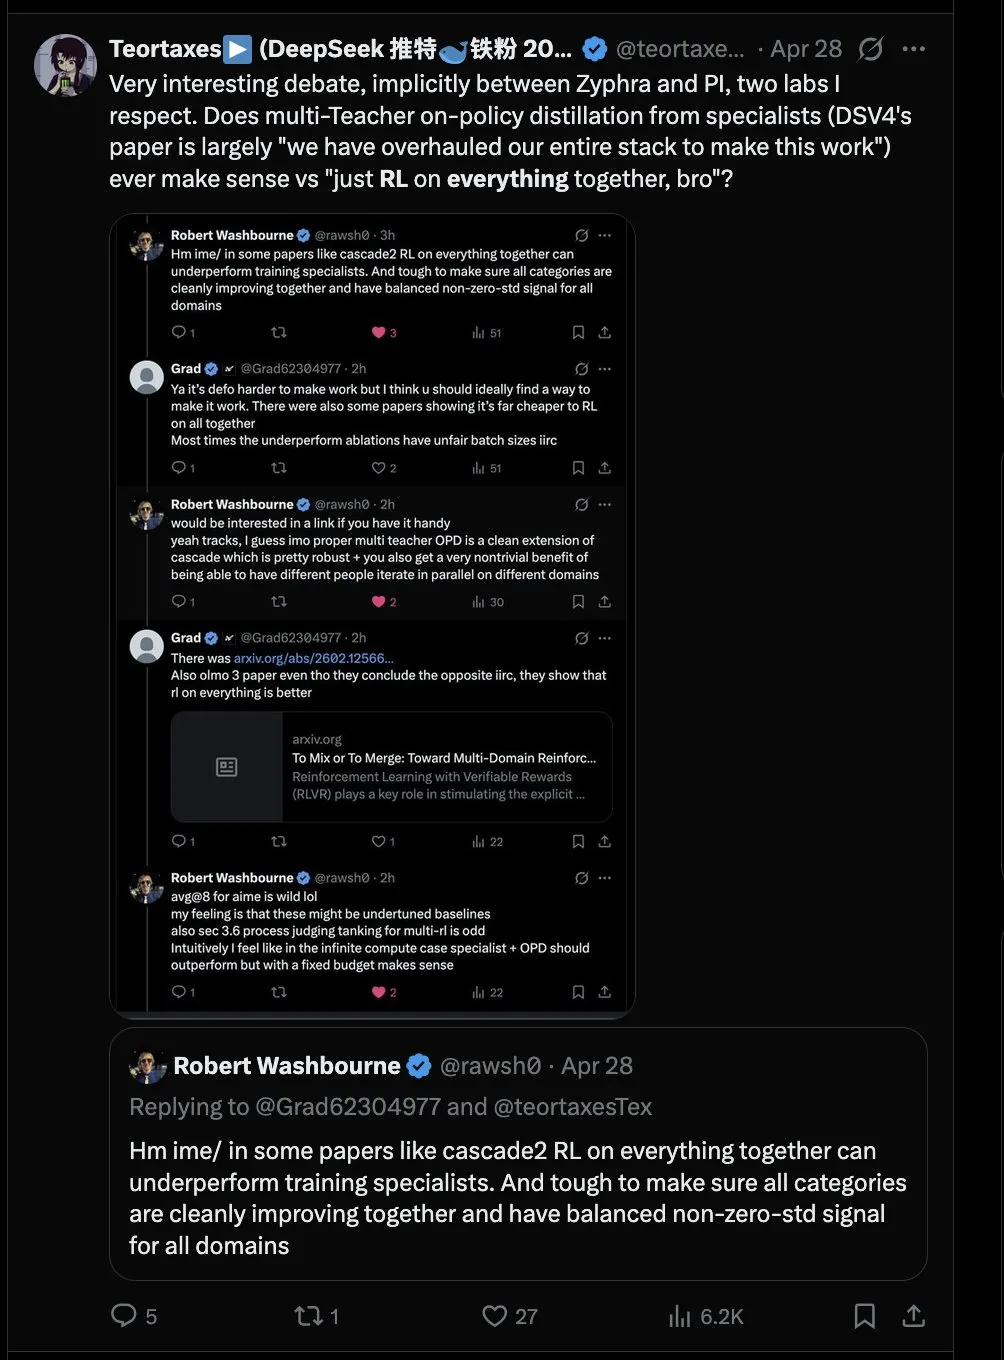 Teortaxes▶️ (DeepSeek 推特🐋铁粉 20... @teortaxe... · Apr 28
Very interesting debate, implicitly between Zyphra and PI, two labs I
respect. Does multi-Teacher on-policy distillation from specialists (DSV4's
paper is largely "we have overhauled our entire stack to make this work")
ever make sense vs "just RL on everything together, bro"?
Robert Washbourne @rawsh0 · 3h
Hm ime/ in some papers like cascade2 RL on everything together can
underperform training specialists. And tough to make sure all categories are
cleanly improving together and have balanced non-zero-std signal for all
domains
1 3 51
Grad @Grad62304977 · 2h
Ya it's defo harder to make work but I think u should ideally find a way to
make it work. There were also some papers showing it's far cheaper to RL
on all together
Most times the underperform ablations have unfair batch sizes iirc
1 2 51
Robert Washbourne @rawsh0 · 2h
would be interested in a link if you have it handy
yeah tracks, I guess imo proper multi teacher OPD is a clean extension of
cascade which is pretty robust + you also get a very nontrivial benefit of
being able to have different people iterate in parallel on different domains
1 2 30
Grad @Grad62304977 · 2h
There was arxiv.org/abs/2602.12566...
Also olmo 3 paper even tho they conclude the opposite iirc, they show that
rl on everything is better
arxiv.org
To Mix or To Merge: Toward Multi-Domain Reinforc...
Reinforcement Learning with Verifiable Rewards
(RLVR) plays a key role in stimulating the explicit ...
1 1 22
Robert Washbourne @rawsh0 · 2h
avg@8 for aime is wild lol
my feeling is that these might be undertuned baselines
also sec 3.6 process judging tanking for multi-rl is odd
Intuitively I feel like in the infinite compute case specialist + OPD should
outperform but with a fixed budget makes sense
1 2 22
Robert Washbourne @rawsh0 · Apr 28
Replying to @Grad62304977 and @teortaxesTex
Hm ime/ in some papers like cascade2 RL on everything together can
underperform training specialists. And tough to make sure all categories
are cleanly improving together and have balanced non-zero-std signal
for all domains
5 1 27 6.2K